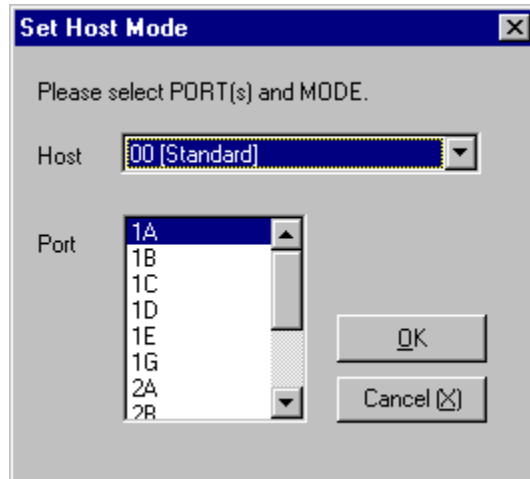 Set Host Mode
Please select PORT(s) and MODE.
Host 00 [Standard]
Port
1A
1B
1C
1D
1E
1G
2A
2B
OK
Cancel (X)